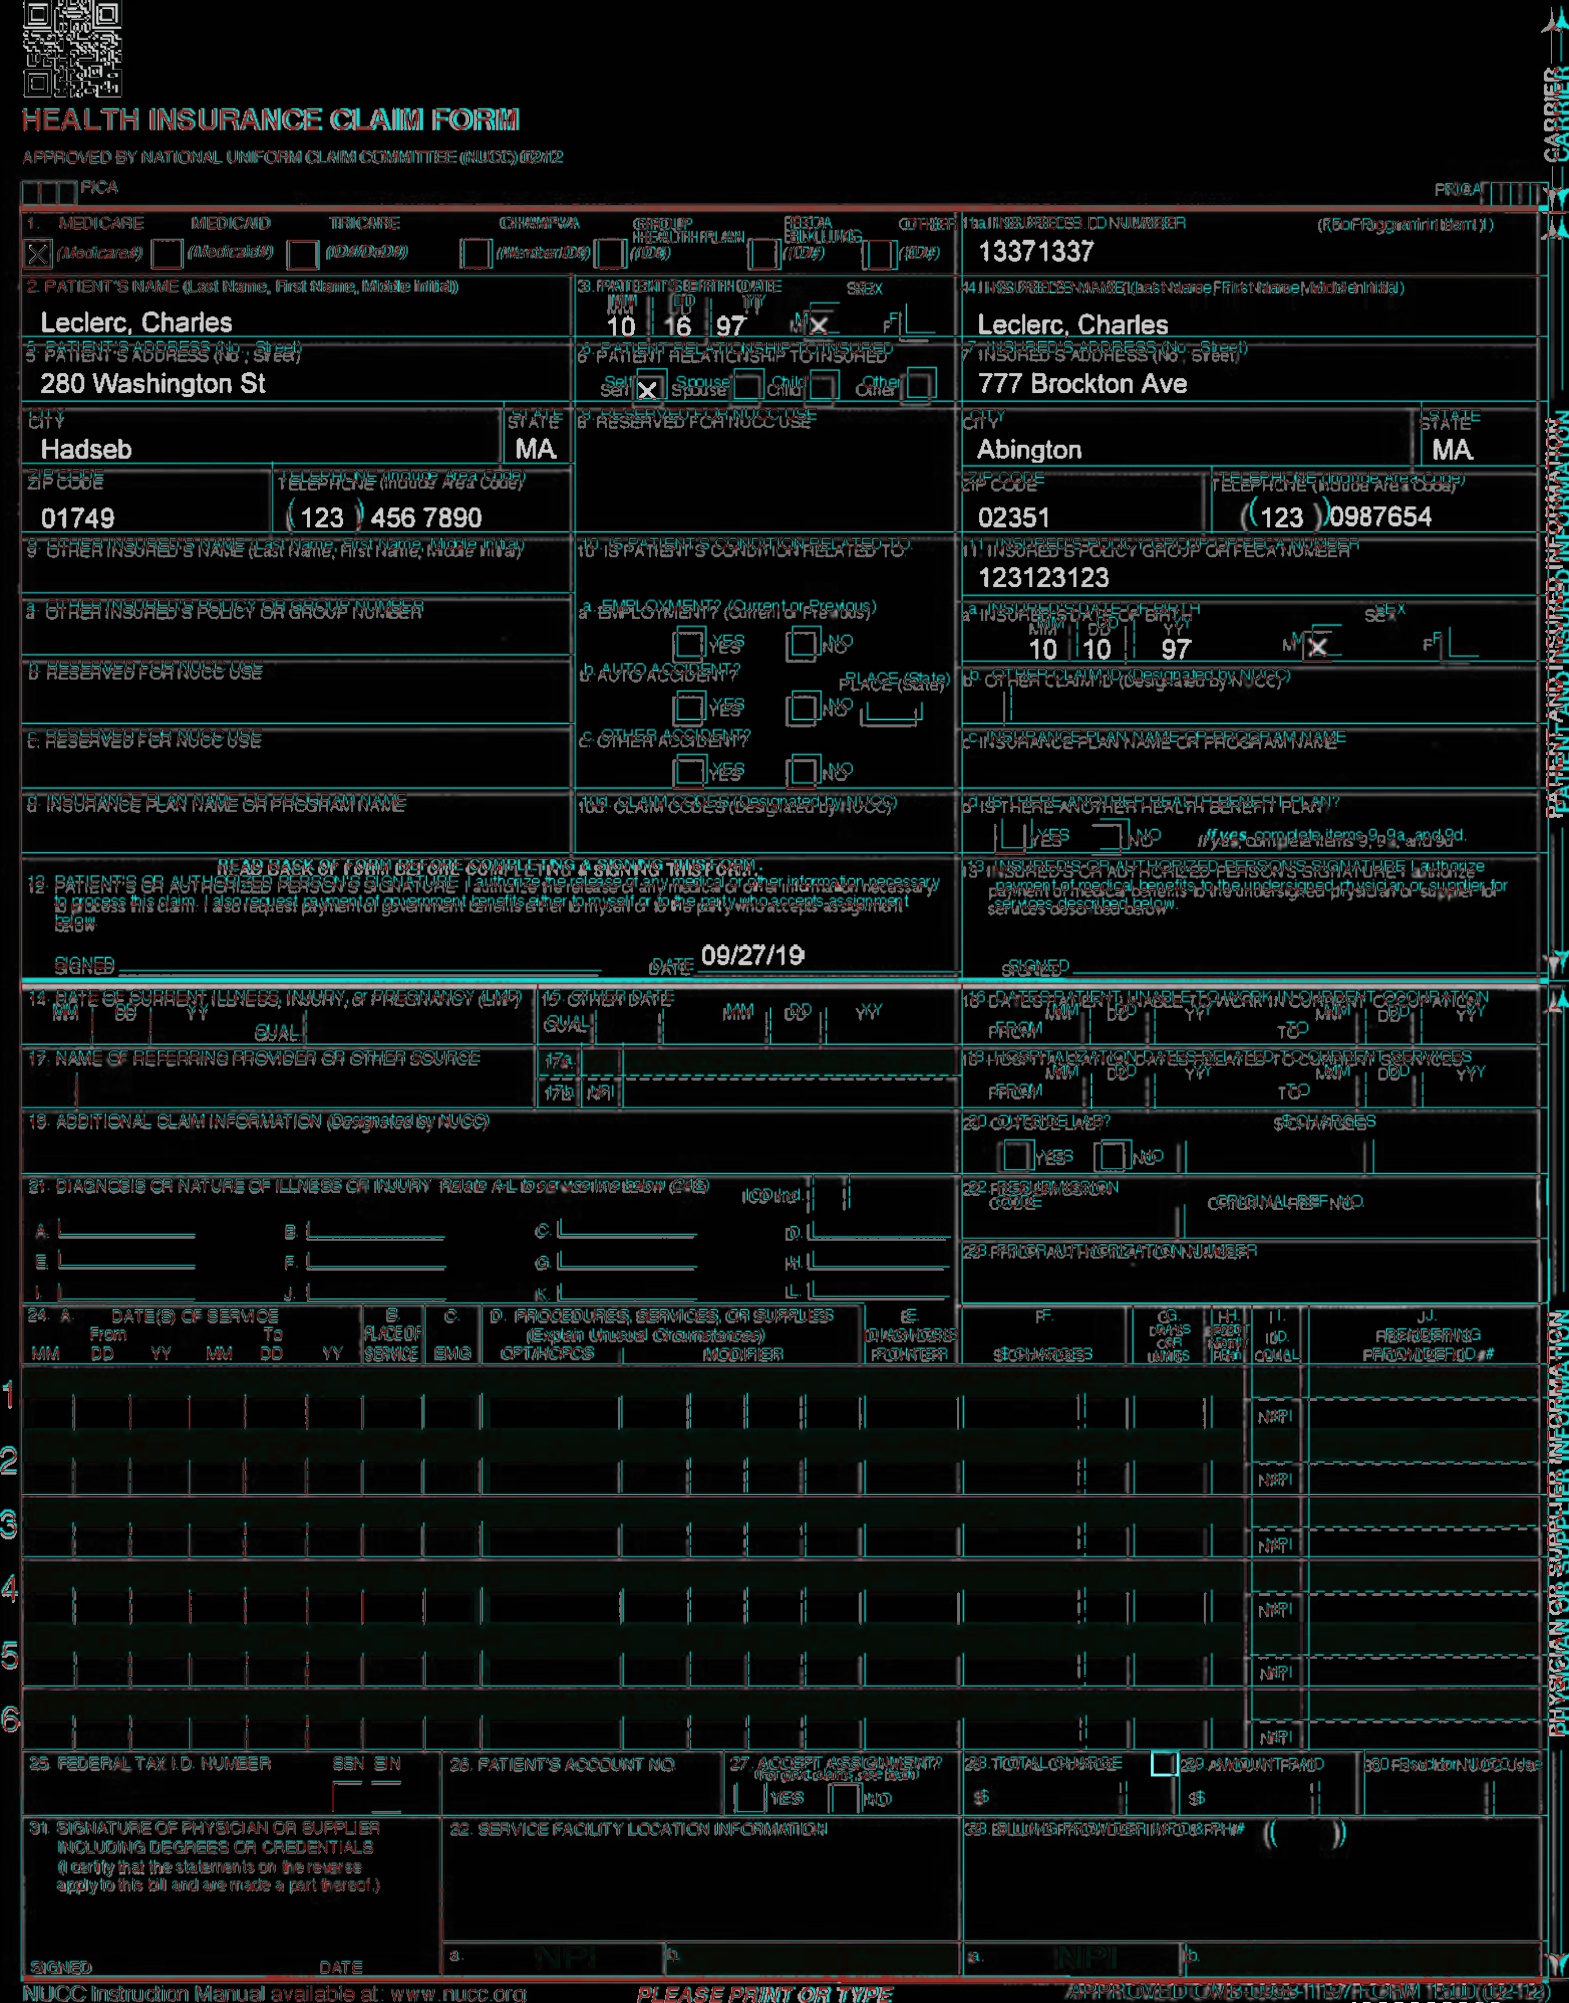 HEALTH INSURANCE CLAIM FORM
APPROVED BY NATIONAL UNIFORM CLAIM COMMITTEE (NUCC) 02/12
PICA
PICA
CARRIER
1. MEDICARE MEDICAID TRICARE CHAMPVA GROUP HEALTH PLAN FECA BLK LUNG OTHER
(Medicare#) (Medicaid#) (ID#/DoD#) (Member ID#) (ID#) (ID#) (ID#)
1a. INSURED'S I.D. NUMBER (For Program in Item 1)
13371337
2. PATIENT'S NAME (Last Name, First Name, Middle Initial)
Leclerc, Charles
3. PATIENT'S BIRTH DATE SEX
MM DD YY
10 16 97 M X F
4. INSURED'S NAME (Last Name, First Name, Middle Initial)
Leclerc, Charles
5. PATIENT'S ADDRESS (No., Street)
280 Washington St
6. PATIENT RELATIONSHIP TO INSURED
Self X Spouse Child Other
7. INSURED'S ADDRESS (No., Street)
777 Brockton Ave
CITY STATE
Hadseb MA
8. RESERVED FOR NUCC USE
CITY STATE
Abington MA
ZIP CODE TELEPHONE (Include Area Code)
01749 (123) 456 7890
ZIP CODE TELEPHONE (Include Area Code)
02351 (123) 0987654
9. OTHER INSURED'S NAME (Last Name, First Name, Middle Initial)
10. IS PATIENT'S CONDITION RELATED TO:
11. INSURED'S POLICY GROUP OR FECA NUMBER
123123123
a. OTHER INSURED'S POLICY OR GROUP NUMBER
a. EMPLOYMENT? (Current or Previous)
YES NO
a. INSURED'S DATE OF BIRTH SEX
MM DD YY
10 10 97 M X F
b. RESERVED FOR NUCC USE
b. AUTO ACCIDENT? PLACE (State)
YES NO
b. OTHER CLAIM ID (Designated by NUCC)
c. RESERVED FOR NUCC USE
c. OTHER ACCIDENT?
YES NO
c. INSURANCE PLAN NAME OR PROGRAM NAME
d. INSURANCE PLAN NAME OR PROGRAM NAME
10d. CLAIM CODES (Designated by NUCC)
d. IS THERE ANOTHER HEALTH BENEFIT PLAN?
YES NO If yes, complete items 9, 9a, and 9d.
READ BACK OF FORM BEFORE COMPLETING & SIGNING THIS FORM.
12. PATIENT'S OR AUTHORIZED PERSON'S SIGNATURE I authorize the release of any medical or other information necessary
to process this claim. I also request payment of government benefits either to myself or to the party who accepts assignment
below.
SIGNED DATE 09/27/19
13. INSURED'S OR AUTHORIZED PERSON'S SIGNATURE I authorize
payment of medical benefits to the undersigned physician or supplier for
services described below.
SIGNED
PATIENT AND INSURED INFORMATION
14. DATE OF CURRENT ILLNESS, INJURY, or PREGNANCY (LMP)
MM DD YY QUAL.
15. OTHER DATE
QUAL. MM DD YY
16. DATES PATIENT UNABLE TO WORK IN CURRENT OCCUPATION
MM DD YY MM DD YY
FROM TO
17. NAME OF REFERRING PROVIDER OR OTHER SOURCE
17a.
17b. NPI
18. HOSPITALIZATION DATES RELATED TO CURRENT SERVICES
MM DD YY MM DD YY
FROM TO
19. ADDITIONAL CLAIM INFORMATION (Designated by NUCC)
20. OUTSIDE LAB? $ CHARGES
YES NO
21. DIAGNOSIS OR NATURE OF ILLNESS OR INJURY Relate A-L to service line below (24E) ICD Ind.
A. B. C. D.
E. F. G. H.
I. J. K. L.
22. RESUBMISSION CODE ORIGINAL REF. NO.
23. PRIOR AUTHORIZATION NUMBER
24. A. DATE(S) OF SERVICE B. C. D. PROCEDURES, SERVICES, OR SUPPLIES E. F. G. H. I. J.
From To PLACE OF (Explain Unusual Circumstances) DIAGNOSIS DAYS OR ID. RENDERING
MM DD YY MM DD YY SERVICE EMG CPT/HCPCS MODIFIER POINTER $ CHARGES UNITS QUAL. PROVIDER ID. #
1 NPI
2 NPI
3 NPI
4 NPI
5 NPI
6 NPI
25. FEDERAL TAX I.D. NUMBER SSN EIN
26. PATIENT'S ACCOUNT NO.
27. ACCEPT ASSIGNMENT?
(For govt. claims, see back)
YES NO
28. TOTAL CHARGE
$
29. AMOUNT PAID
$
30. Rsvd for NUCC Use
31. SIGNATURE OF PHYSICIAN OR SUPPLIER
INCLUDING DEGREES OR CREDENTIALS
(I certify that the statements on the reverse
apply to this bill and are made a part thereof.)
SIGNED DATE
32. SERVICE FACILITY LOCATION INFORMATION
a. NPI b.
33. BILLING PROVIDER INFO & PH # ( )
a. NPI b.
PHYSICIAN OR SUPPLIER INFORMATION
NUCC Instruction Manual available at: www.nucc.org
PLEASE PRINT OR TYPE
APPROVED OMB-0938-1197 FORM 1500 (02-12)